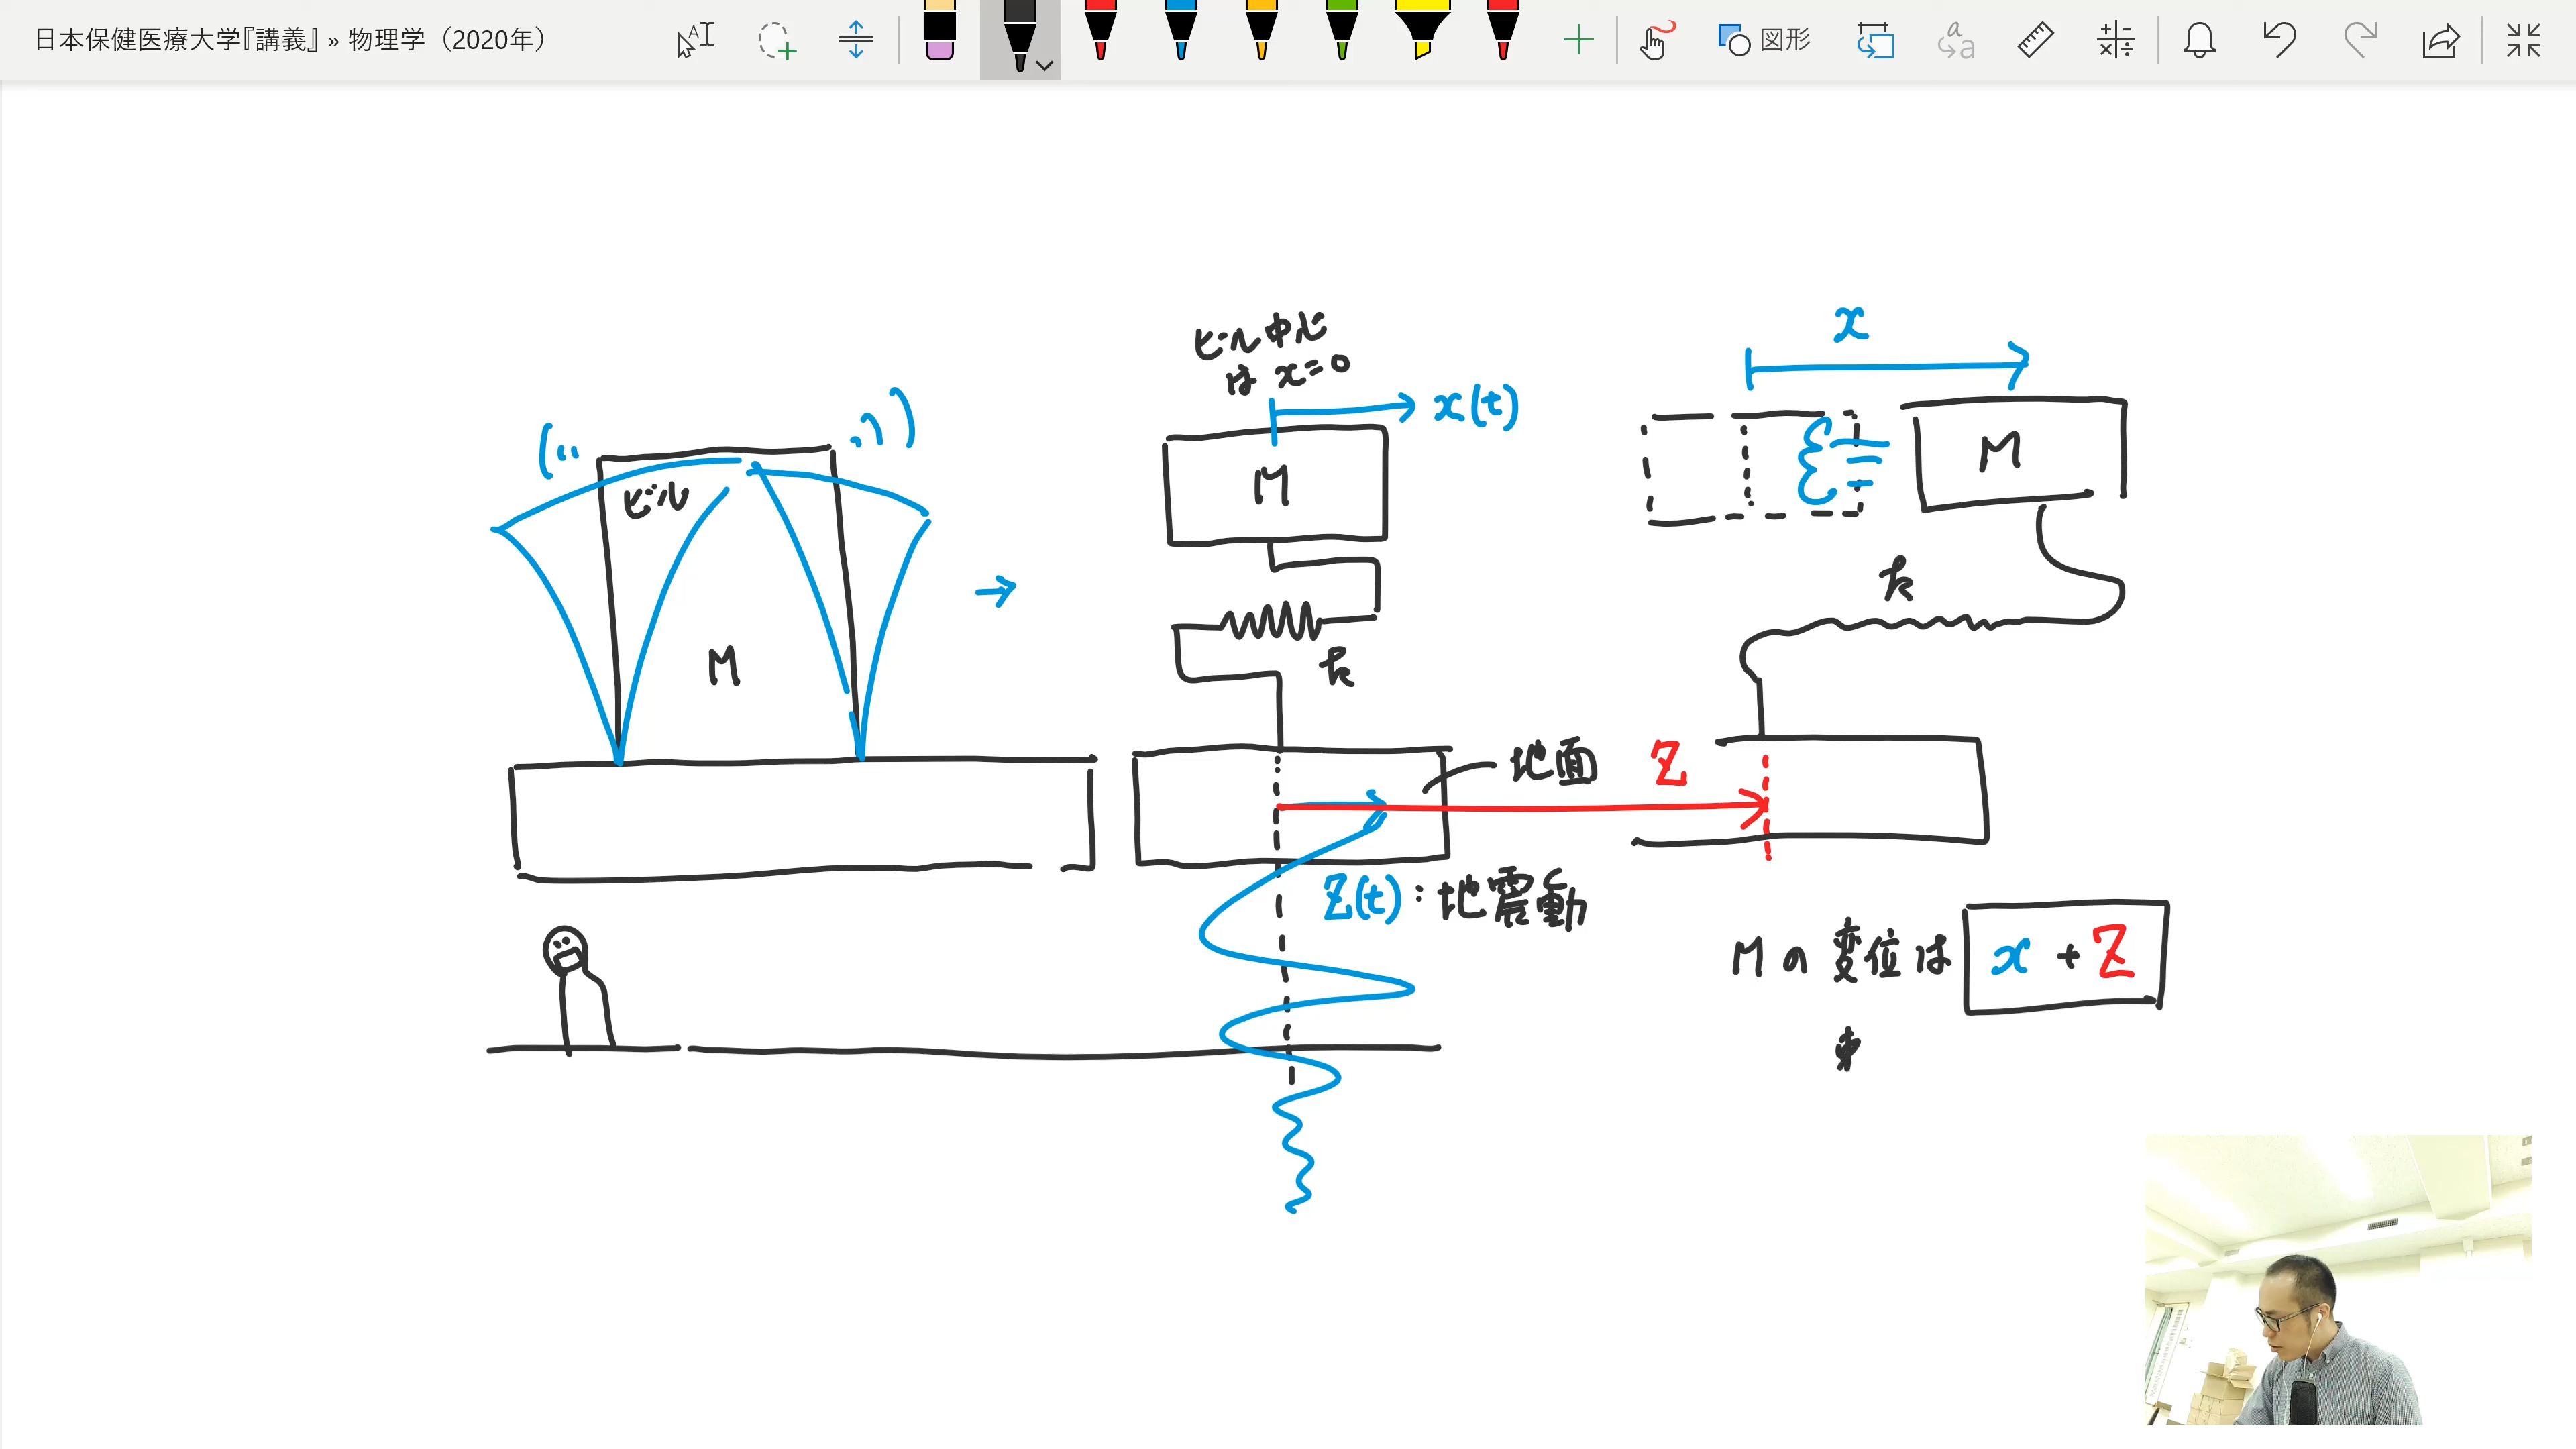 日本保健医療大学『講義』 » 物理学（2020年）
図形
ビル中心
は x=0
x(t)
x
M
M
ビル
k
k
M
地面
Z
Z(t) : 地震動
Mの変位は x + Z